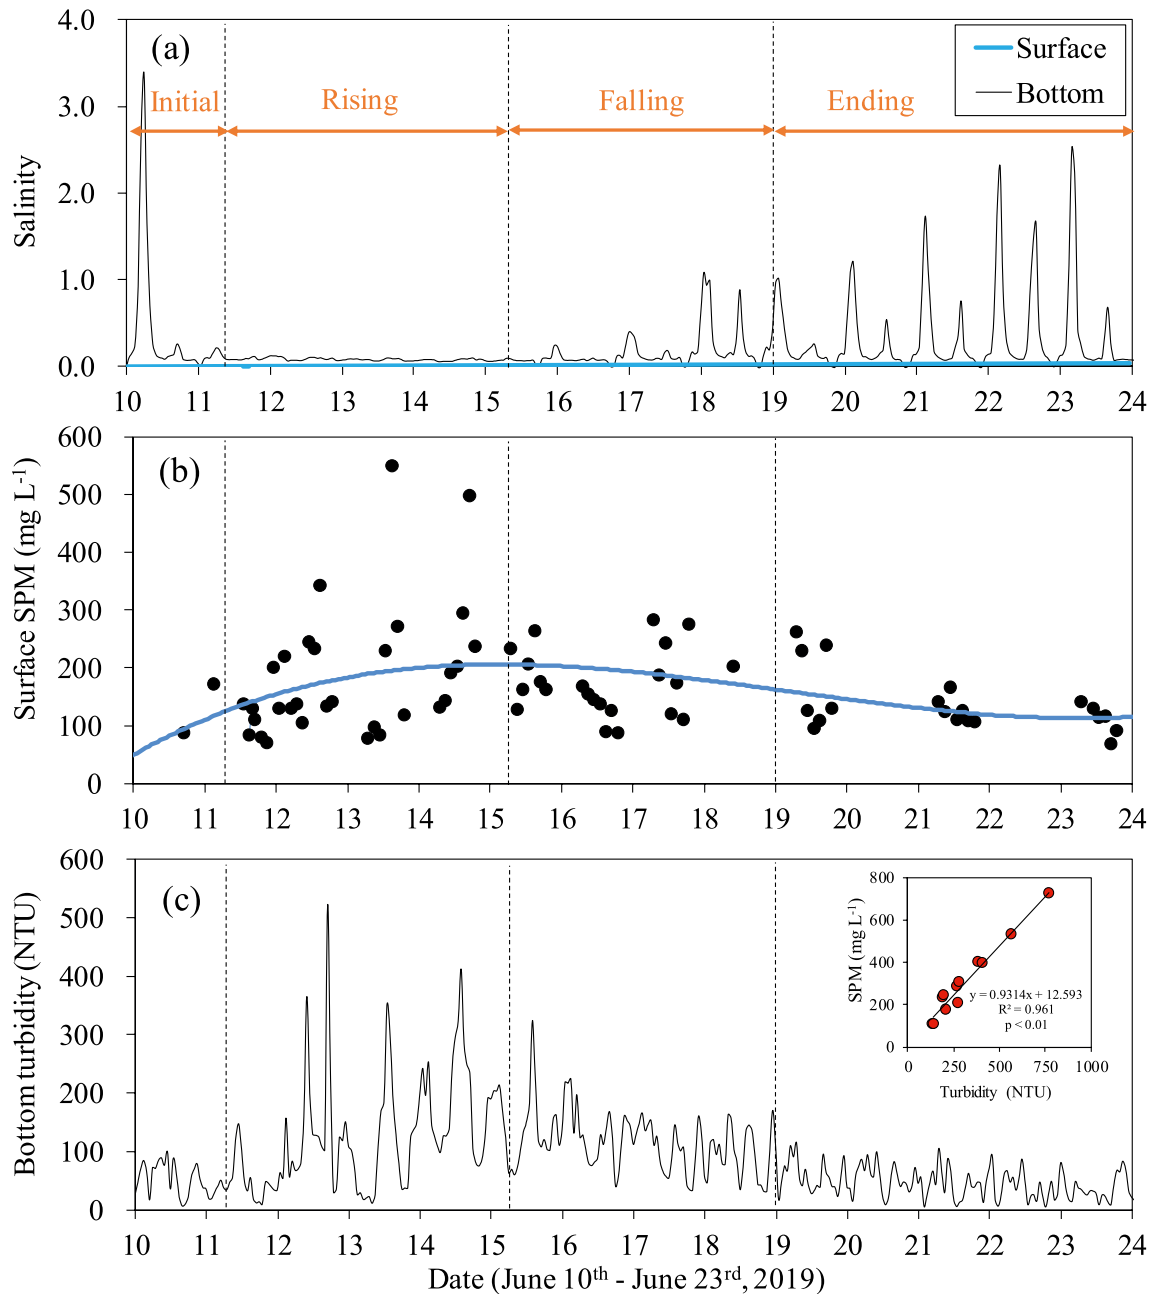 (a)
Surface
Bottom
Initial
Rising
Falling
Ending
Salinity
4.0
3.0
2.0
1.0
0.0
10 11 12 13 14 15 16 17 18 19 20 21 22 23 24
(b)
Surface SPM (mg L⁻¹)
600
500
400
300
200
100
0
10 11 12 13 14 15 16 17 18 19 20 21 22 23 24
(c)
Bottom turbidity (NTU)
600
500
400
300
200
100
0
SPM (mg L⁻¹)
800
600
400
200
0
y = 0.9314x + 12.593
R² = 0.961
p < 0.01
0 250 500 750 1000
Turbidity (NTU)
10 11 12 13 14 15 16 17 18 19 20 21 22 23 24
Date (June 10th - June 23rd, 2019)